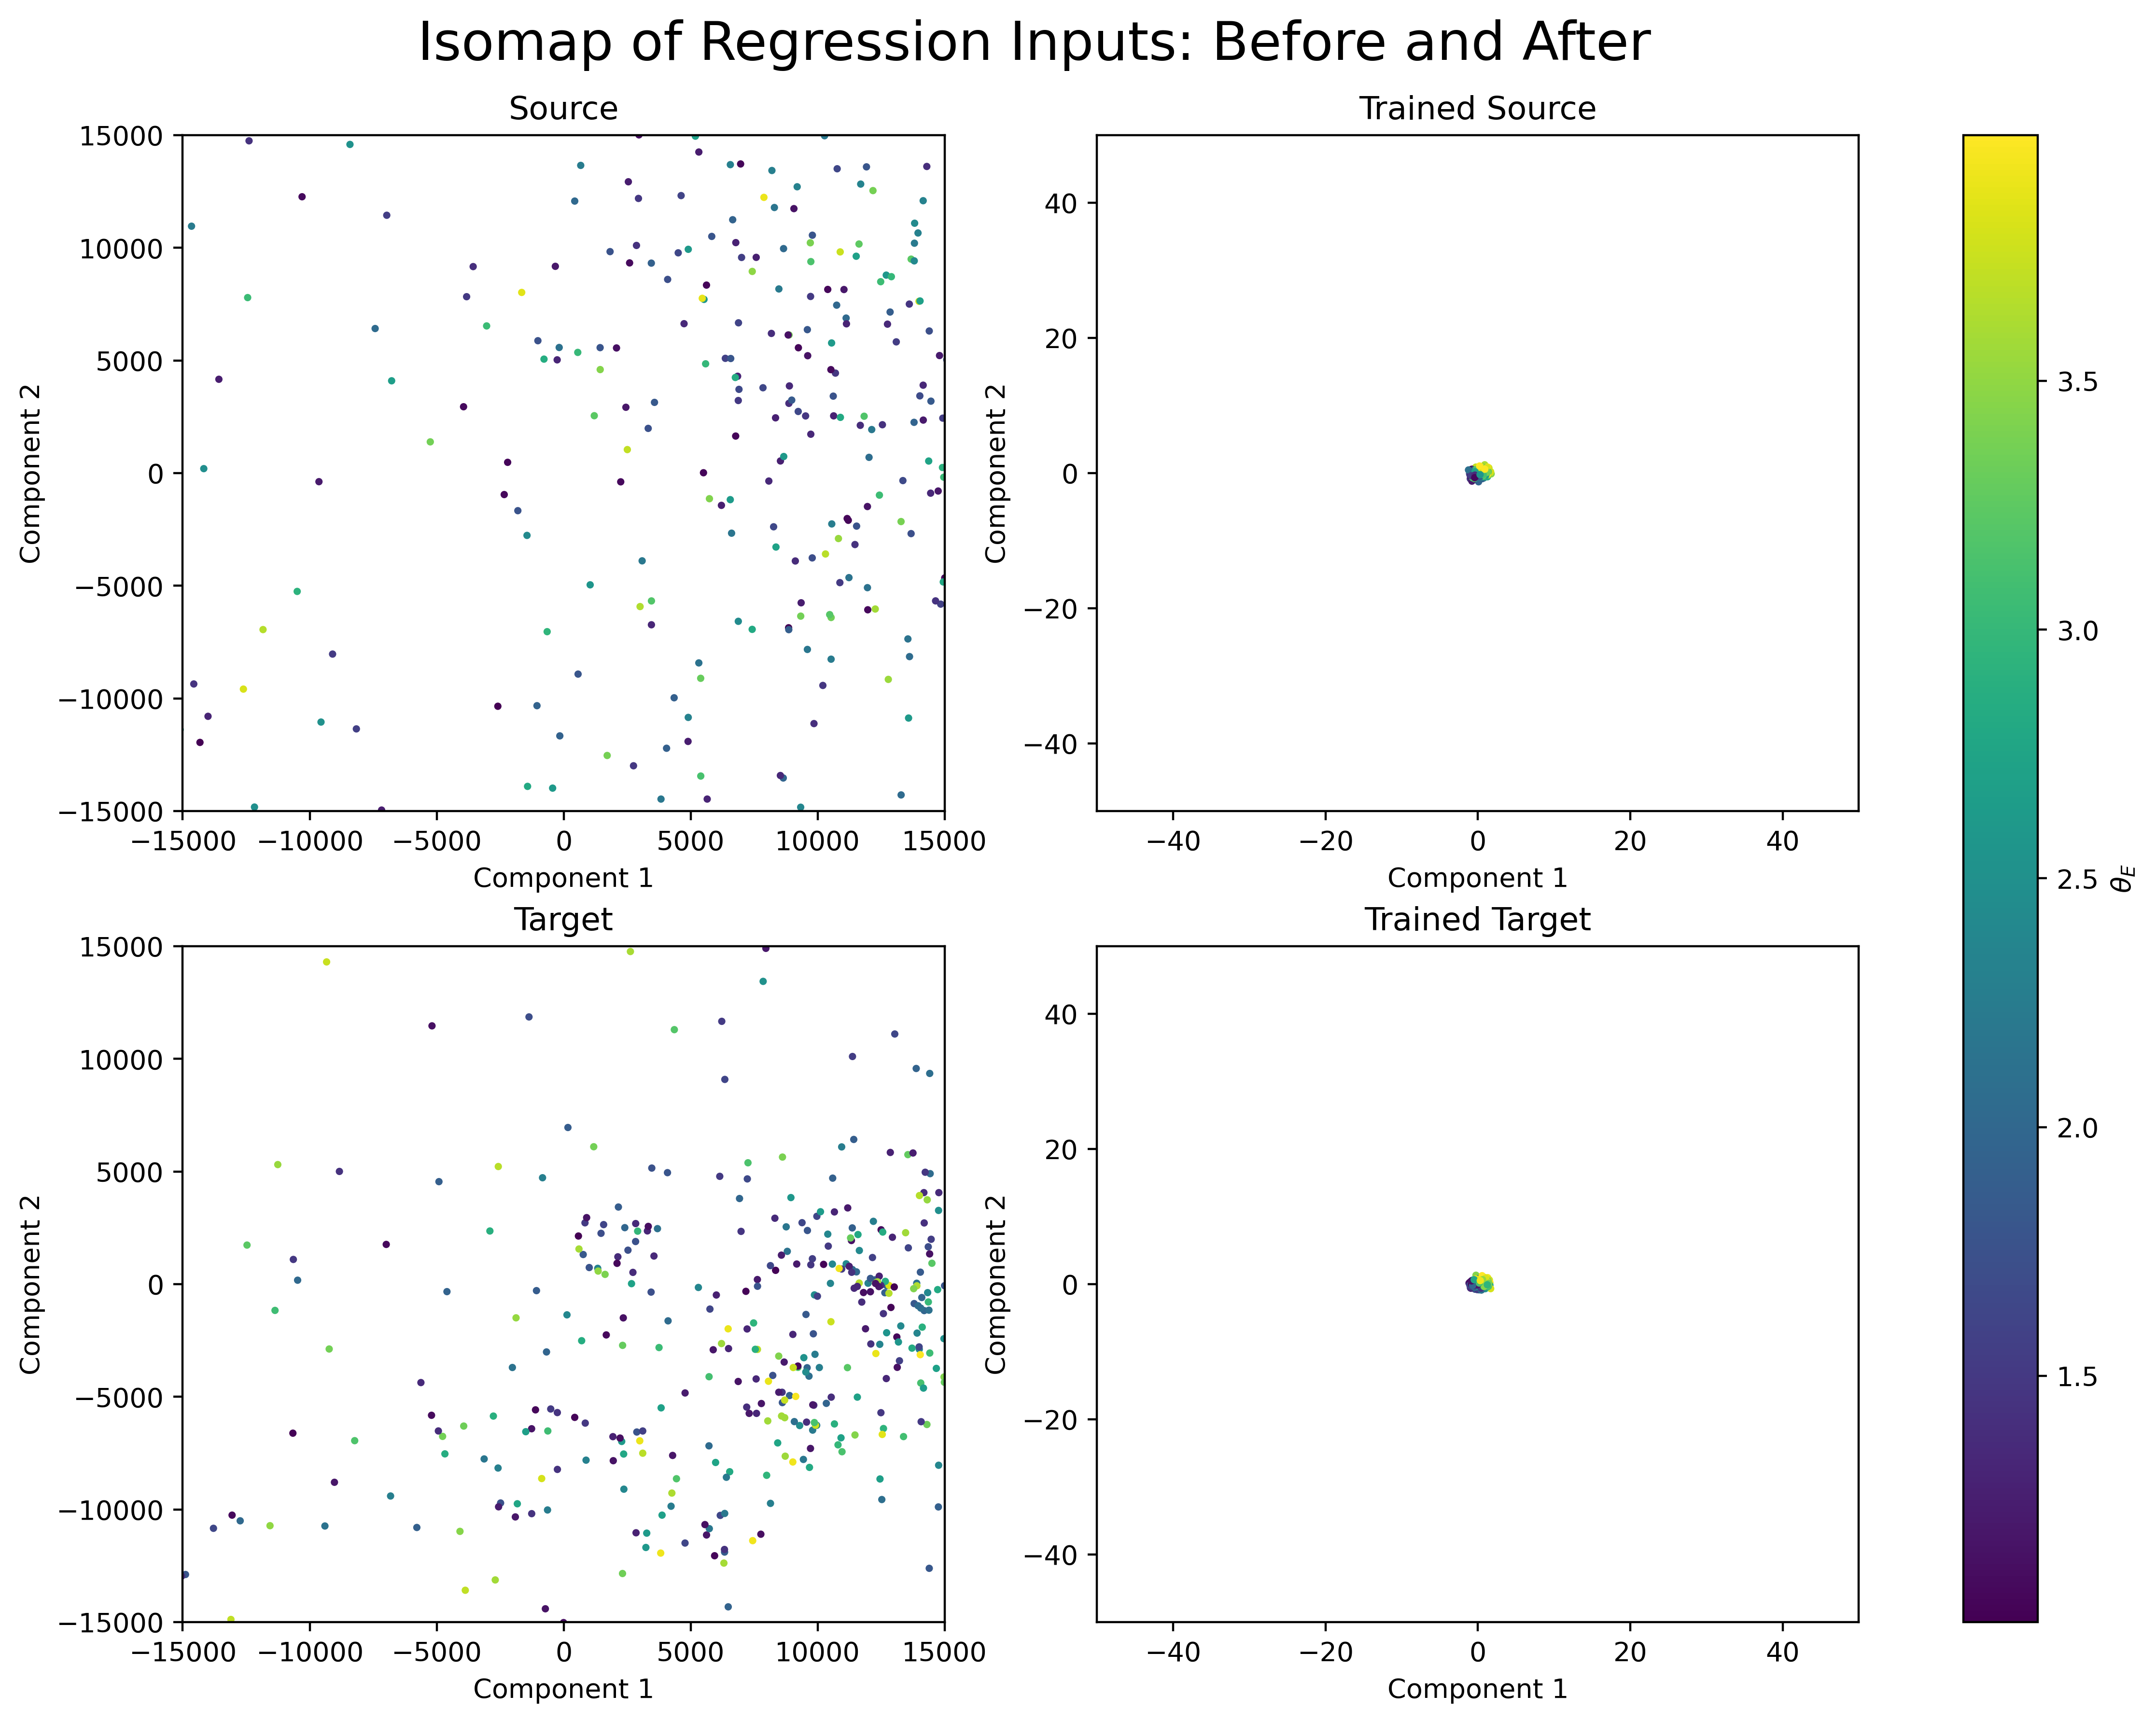 Isomap of Regression Inputs: Before and After
Source
15000
10000
5000
0
−5000
−10000
−15000
Component 2
−15000 −10000 −5000 0 5000 10000 15000
Component 1
Trained Source
40
20
0
−20
−40
Component 2
−40 −20 0 20 40
Component 1
Target
15000
10000
5000
0
−5000
−10000
−15000
Component 2
−15000 −10000 −5000 0 5000 10000 15000
Component 1
Trained Target
40
20
0
−20
−40
Component 2
−40 −20 0 20 40
Component 1
3.5
3.0
2.5
2.0
1.5
θ_E